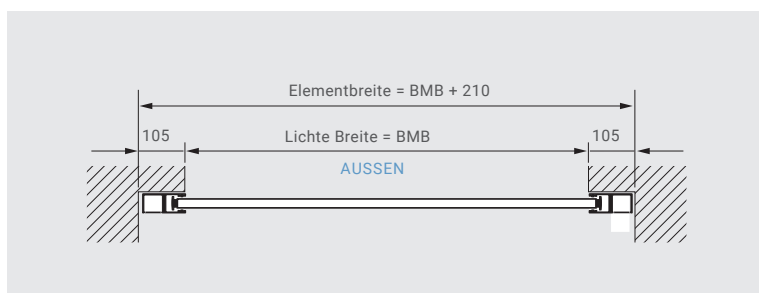 Elementbreite = BMB + 210
105 Lichte Breite = BMB 105
AUSSEN